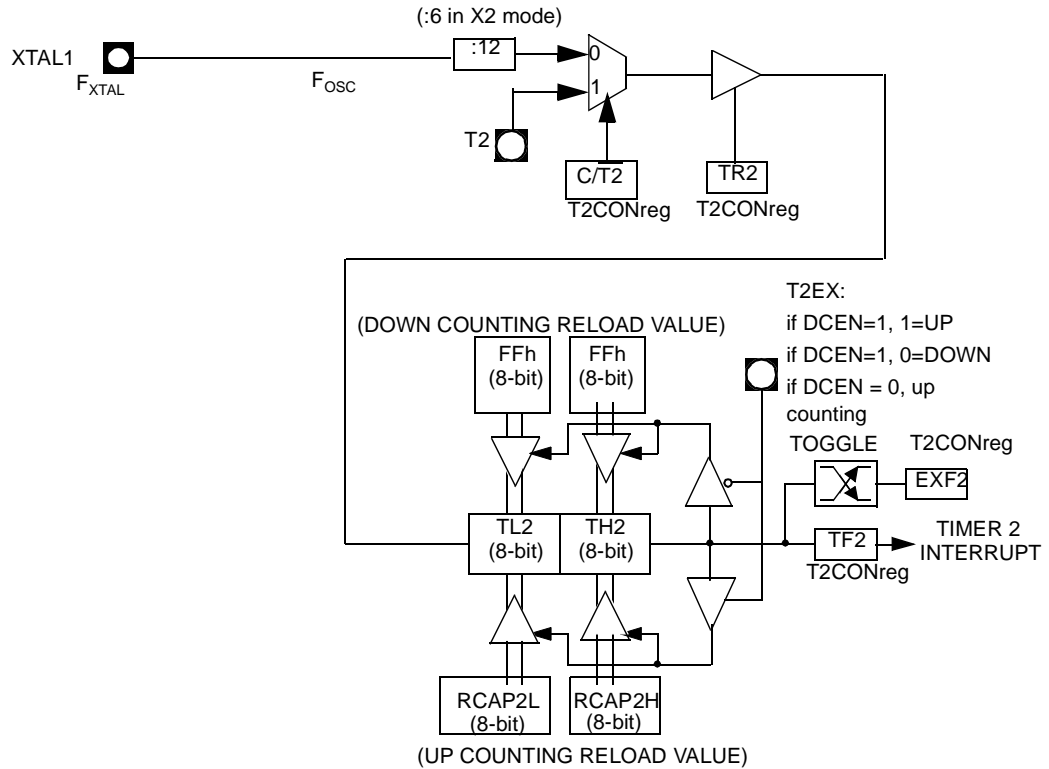 (:6 in X2 mode)
XTAL1
:12
0
F_XTAL
F_OSC
1
T2
C/T2
TR2
T2CONreg
T2CONreg
T2EX:
if DCEN=1, 1=UP
if DCEN=1, 0=DOWN
if DCEN = 0, up
counting
(DOWN COUNTING RELOAD VALUE)
FFh
(8-bit)
FFh
(8-bit)
TOGGLE
T2CONreg
EXF2
TL2
(8-bit)
TH2
(8-bit)
TF2
T2CONreg
TIMER 2
INTERRUPT
RCAP2L
(8-bit)
RCAP2H
(8-bit)
(UP COUNTING RELOAD VALUE)